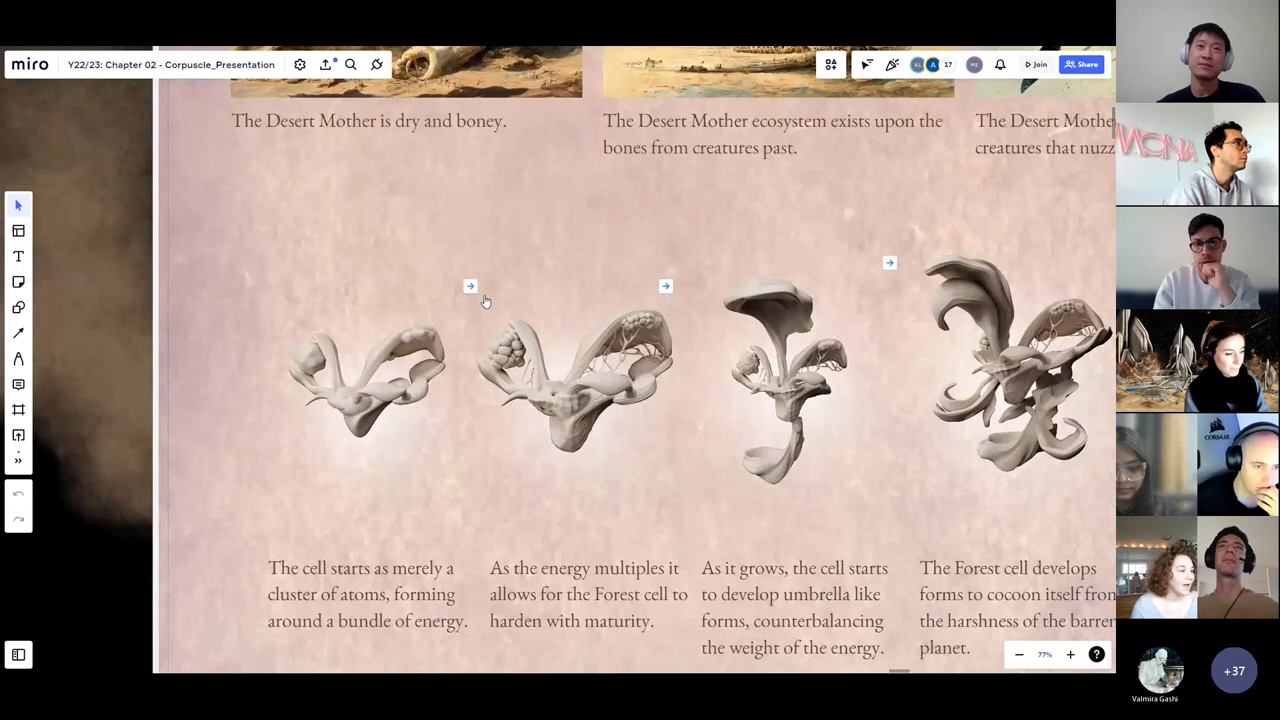 miro
Y22/23: Chapter 02 - Corpuscle_Presentation
17
Join
Share
The Desert Mother is dry and boney.
The Desert Mother ecosystem exists upon the
bones from creatures past.
The Desert Mothe
creatures that nuzz
The cell starts as merely a
cluster of atoms, forming
around a bundle of energy.
As the energy multiples it
allows for the Forest cell to
harden with maturity.
As it grows, the cell starts
to develop umbrella like
forms, counterbalancing
the weight of the energy.
The Forest cell develops
forms to cocoon itself from
the harshness of the barren
planet.
77%
?
MONA
CORSAIR
Valmira Gashi
+37